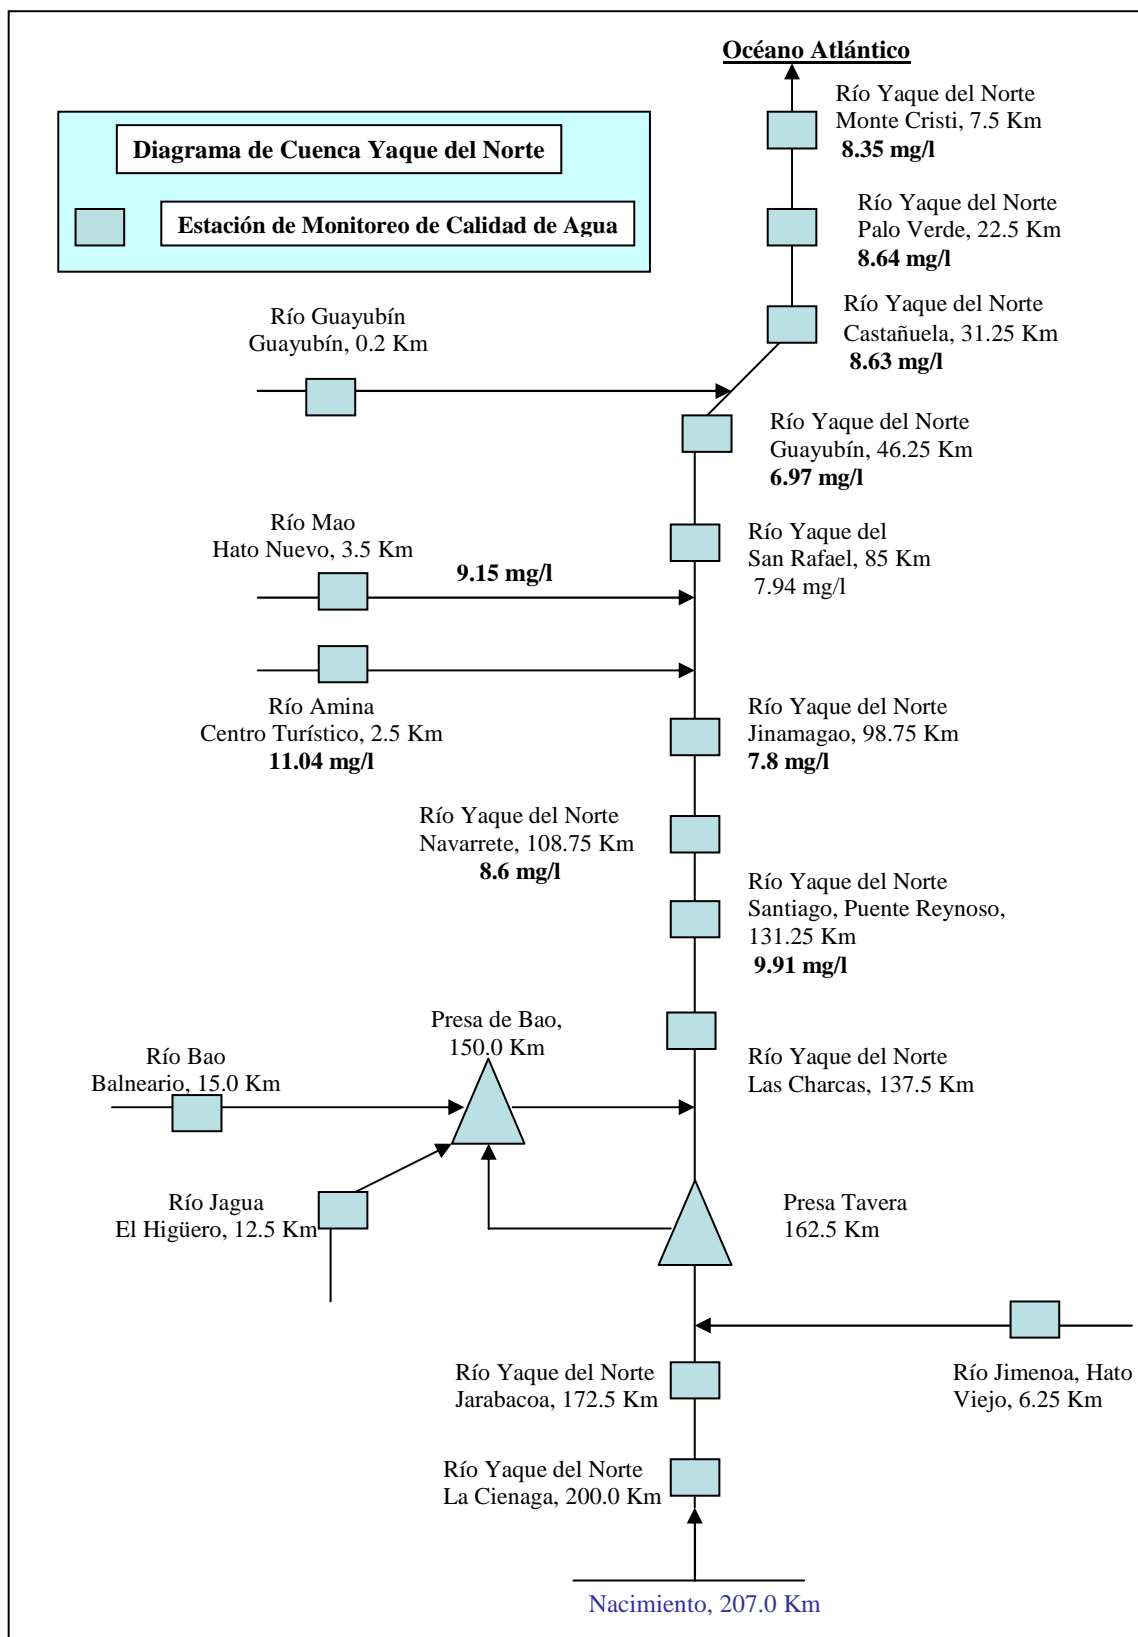 Océano Atlántico
Río Yaque del Norte
Monte Cristi, 7.5 Km
8.35 mg/l
Diagrama de Cuenca Yaque del Norte
Estación de Monitoreo de Calidad de Agua
Río Yaque del Norte
Palo Verde, 22.5 Km
8.64 mg/l
Río Yaque del Norte
Castañuela, 31.25 Km
8.63 mg/l
Río Guayubín
Guayubín, 0.2 Km
Río Yaque del Norte
Guayubín, 46.25 Km
6.97 mg/l
Río Mao
Hato Nuevo, 3.5 Km
9.15 mg/l
Río Yaque del
San Rafael, 85 Km
7.94 mg/l
Río Amina
Centro Turístico, 2.5 Km
11.04 mg/l
Río Yaque del Norte
Jinamagao, 98.75 Km
7.8 mg/l
Río Yaque del Norte
Navarrete, 108.75 Km
8.6 mg/l
Río Yaque del Norte
Santiago, Puente Reynoso,
131.25 Km
9.91 mg/l
Presa de Bao,
150.0 Km
Río Bao
Balneario, 15.0 Km
Río Yaque del Norte
Las Charcas, 137.5 Km
Río Jagua
El Higüero, 12.5 Km
Presa Tavera
162.5 Km
Río Yaque del Norte
Jarabacoa, 172.5 Km
Río Jimenoa, Hato
Viejo, 6.25 Km
Río Yaque del Norte
La Cienaga, 200.0 Km
Nacimiento, 207.0 Km